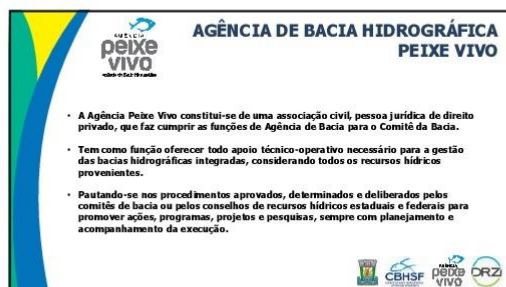 AGÊNCIA DE BACIA HIDROGRÁFICA
PEIXE VIVO
AGÊNCIA
peixe
vivo
• A Agência Peixe Vivo constitui-se de uma associação civil, pessoa jurídica de direito
privado, que faz cumprir as funções de Agência de Bacia para o Comitê da Bacia.
• Tem como função oferecer todo apoio técnico-operativo necessário para a gestão
das bacias hidrográficas integradas, considerando todos os recursos hídricos
provenientes.
• Pautando-se nos procedimentos aprovados, determinados e deliberados pelos
comitês de bacia ou pelos conselhos de recursos hídricos estaduais e federais para
promover ações, programas, projetos e pesquisas, sempre com planejamento e
acompanhamento da execução.
CBHSF
peixe
vivo
DRZ